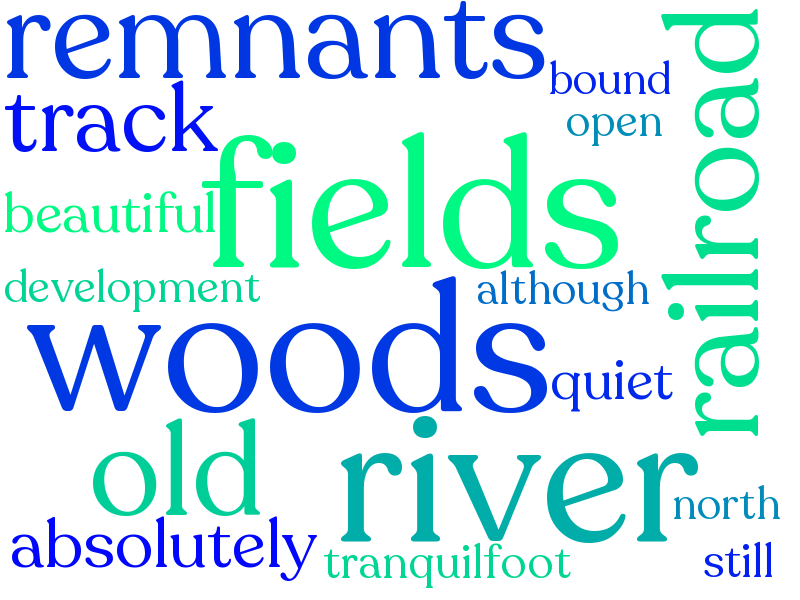 remnants
bound
railroad
track
open
fields
beautiful
development
although
woods
quiet
old
river
north
absolutely
tranquilfoot
still